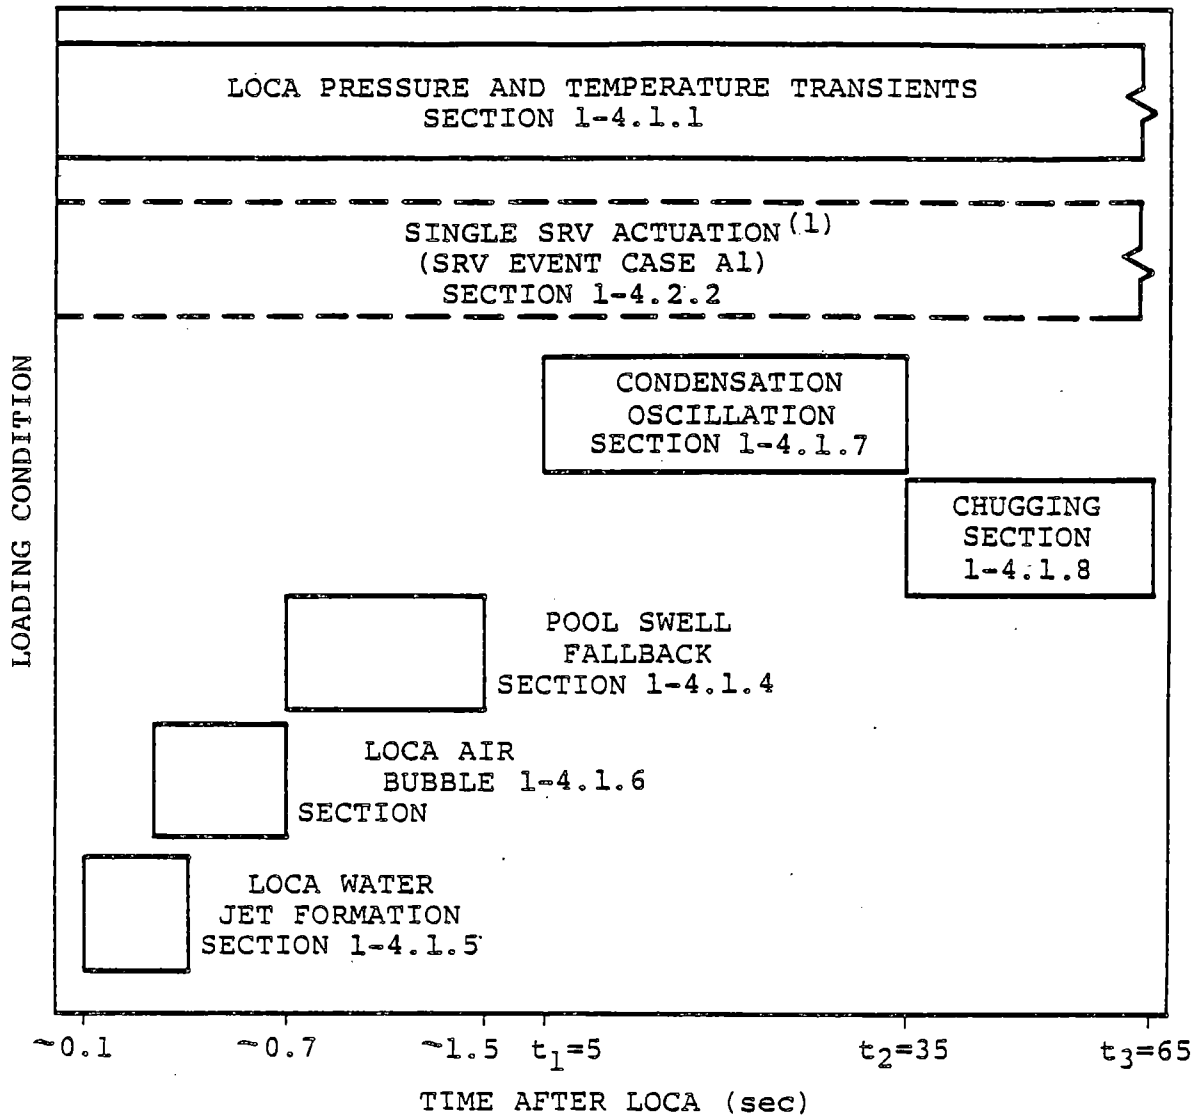 LOCA PRESSURE AND TEMPERATURE TRANSIENTS
SECTION 1-4.1.1
SINGLE SRV ACTUATION(1)
(SRV EVENT CASE A1)
SECTION 1-4.2.2
CONDENSATION
OSCILLATION
SECTION 1-4.1.7
CHUGGING
SECTION
1-4.1.8
POOL SWELL
FALLBACK
SECTION 1-4.1.4
LOCA AIR
BUBBLE 1-4.1.6
SECTION
LOCA WATER
JET FORMATION
SECTION 1-4.1.5
LOADING CONDITION
~0.1 ~0.7 ~1.5 t1=5 t2=35 t3=65
TIME AFTER LOCA (sec)